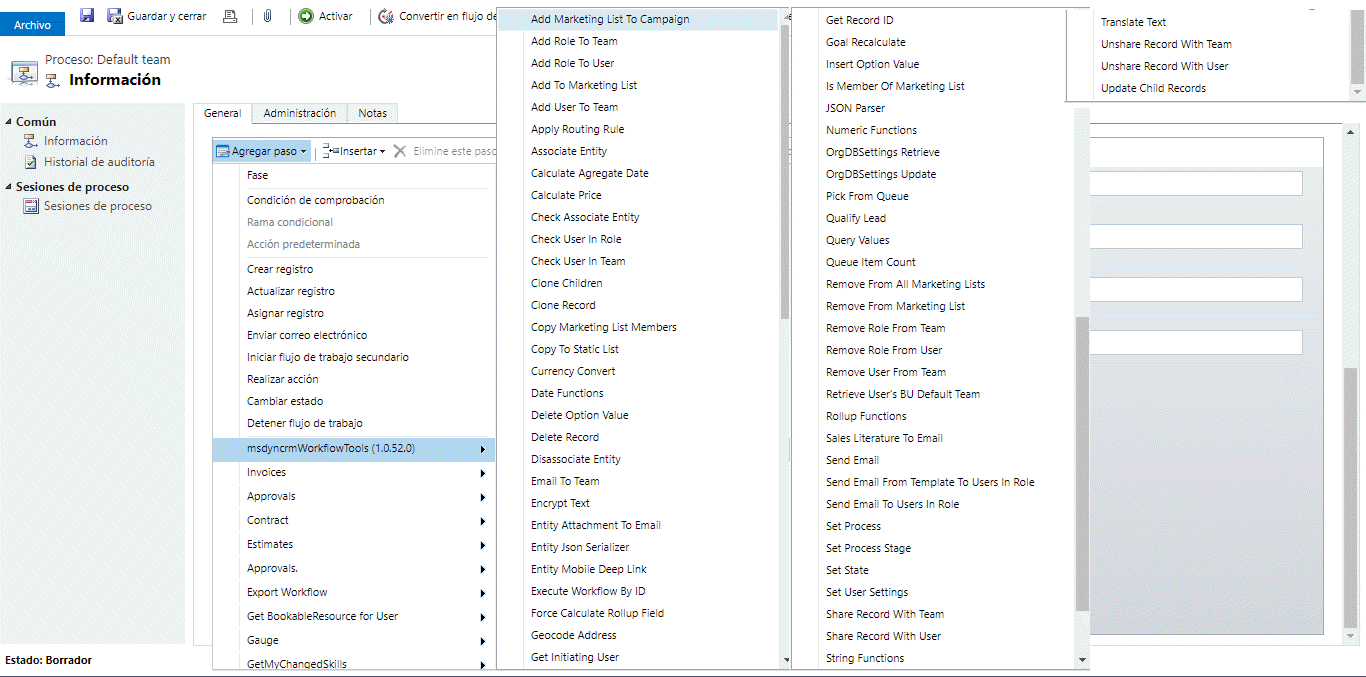 Archivo
Guardar y cerrar
Activar
Convertir en flujo de
Proceso: Default team
Información
Común
Información
Historial de auditoría
Sesiones de proceso
Sesiones de proceso
General
Administración
Notas
Agregar paso
Insertar
Elimine este paso
Fase
Condición de comprobación
Rama condicional
Acción predeterminada
Crear registro
Actualizar registro
Asignar registro
Enviar correo electrónico
Iniciar flujo de trabajo secundario
Realizar acción
Cambiar estado
Detener flujo de trabajo
msdyncrmWorkflowTools (1.0.52.0)
Invoices
Approvals
Contract
Estimates
Approvals.
Export Workflow
Get BookableResource for User
Gauge
GetMyChangedSkills
Add Marketing List To Campaign
Add Role To Team
Add Role To User
Add To Marketing List
Add User To Team
Apply Routing Rule
Associate Entity
Calculate Agregate Date
Calculate Price
Check Associate Entity
Check User In Role
Check User In Team
Clone Children
Clone Record
Copy Marketing List Members
Copy To Static List
Currency Convert
Date Functions
Delete Option Value
Delete Record
Disassociate Entity
Email To Team
Encrypt Text
Entity Attachment To Email
Entity Json Serializer
Entity Mobile Deep Link
Execute Workflow By ID
Force Calculate Rollup Field
Geocode Address
Get Initiating User
Get Record ID
Goal Recalculate
Insert Option Value
Is Member Of Marketing List
JSON Parser
Numeric Functions
OrgDBSettings Retrieve
OrgDBSettings Update
Pick From Queue
Qualify Lead
Query Values
Queue Item Count
Remove From All Marketing Lists
Remove From Marketing List
Remove Role From Team
Remove Role From User
Remove User From Team
Retrieve User's BU Default Team
Rollup Functions
Sales Literature To Email
Send Email
Send Email From Template To Users In Role
Send Email To Users In Role
Set Process
Set Process Stage
Set State
Set User Settings
Share Record With Team
Share Record With User
String Functions
Translate Text
Unshare Record With Team
Unshare Record With User
Update Child Records
Estado: Borrador